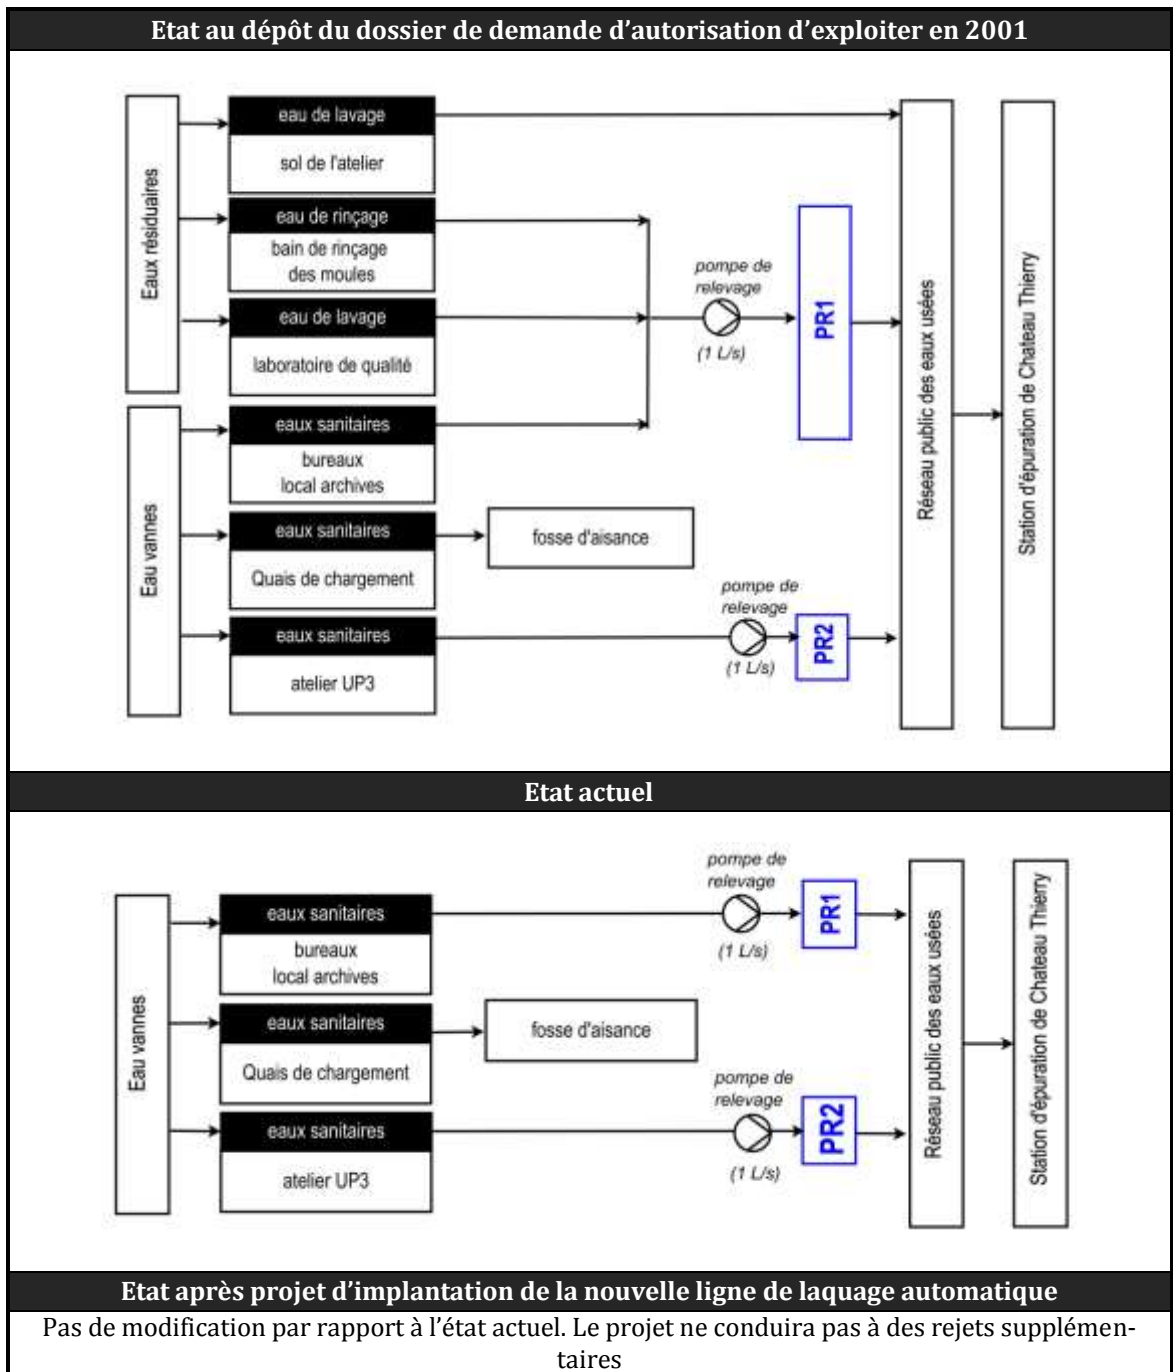 Etat au dépôt du dossier de demande d'autorisation d'exploiter en 2001
Eaux résiduaires
eau de lavage
sol de l'atelier
eau de rinçage
bain de rinçage
des moules
eau de lavage
laboratoire de qualité
Eau vannes
eaux sanitaires
bureaux
local archives
eaux sanitaires
Quais de chargement
fosse d'aisance
eaux sanitaires
atelier UP3
pompe de
relevage
(1 L/s)
PR1
pompe de
relevage
(1 L/s)
PR2
Réseau public des eaux usées
Station d'épuration de Chateau Thierry
Etat actuel
Eau vannes
eaux sanitaires
bureaux
local archives
eaux sanitaires
Quais de chargement
fosse d'aisance
eaux sanitaires
atelier UP3
pompe de
relevage
(1 L/s)
PR1
pompe de
relevage
(1 L/s)
PR2
Réseau public des eaux usées
Station d'épuration de Chateau Thierry
Etat après projet d'implantation de la nouvelle ligne de laquage automatique
Pas de modification par rapport à l'état actuel. Le projet ne conduira pas à des rejets supplémen-
taires